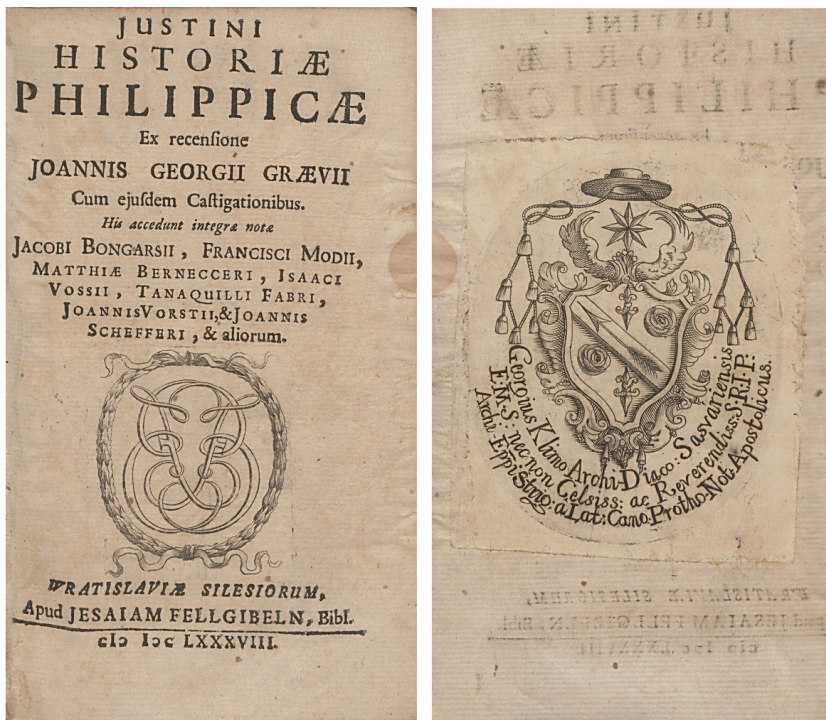 JUSTINI
HISTORIÆ
PHILIPPICÆ
Ex recenſione
JOANNIS GEORGII GRÆVII
Cum ejuſdem Caſtigationibus.
His accedunt integræ notæ
JACOBI BONGARSII, FRANCISCI MODII,
MATTHIÆ BERNECCERI, ISAACI
VOSSII, TANAQUILLI FABRI,
JOANNIS VORSTII, & JOANNIS
SCHEFFERI, & aliorum.
WRATISLAVIÆ SILESIORUM,
Apud JESAIAM FELLGIBELN, Bibl.
cIↃ IↃc LXXXVIII.
Georgius Klimo Archi-Diaco: Sasvariensis
E.M.S: nec non Celsiss: ac Reverendiss: S.R.I.P:
Archi Eppi Strig: a Lat: Cano. Protho-Not Apostolicus.